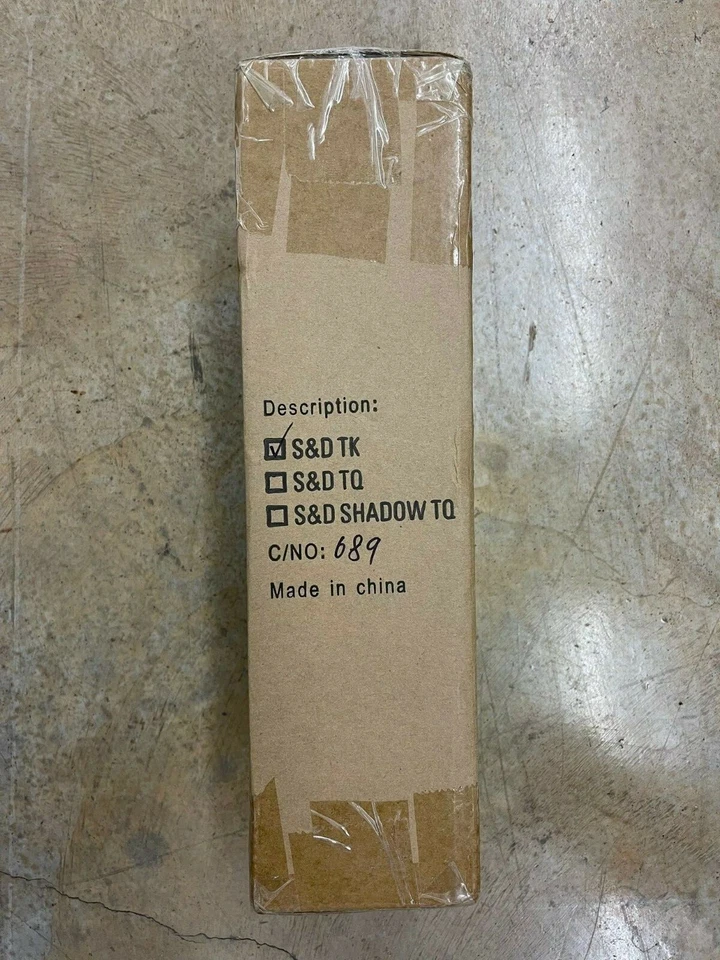 Description:
☑ S&D TK
☐ S&D TQ
☐ S&D SHADOW TQ
C/NO: 689
Made in china